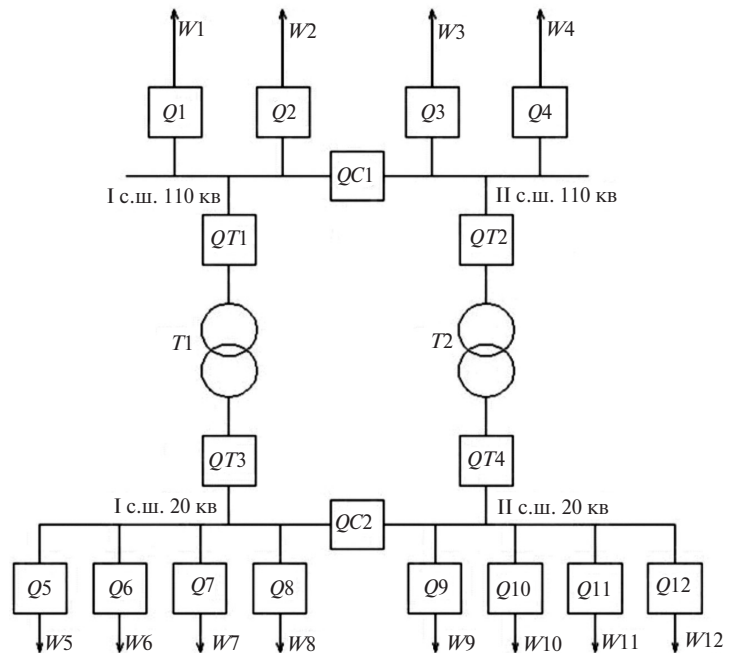 W1 W2 W3 W4
Q1 Q2 Q3 Q4
QC1
I с.ш. 110 кв II с.ш. 110 кв
QT1 QT2
T1 T2
QT3 QT4
I с.ш. 20 кв II с.ш. 20 кв
QC2
Q5 Q6 Q7 Q8 Q9 Q10 Q11 Q12
W5 W6 W7 W8 W9 W10 W11 W12